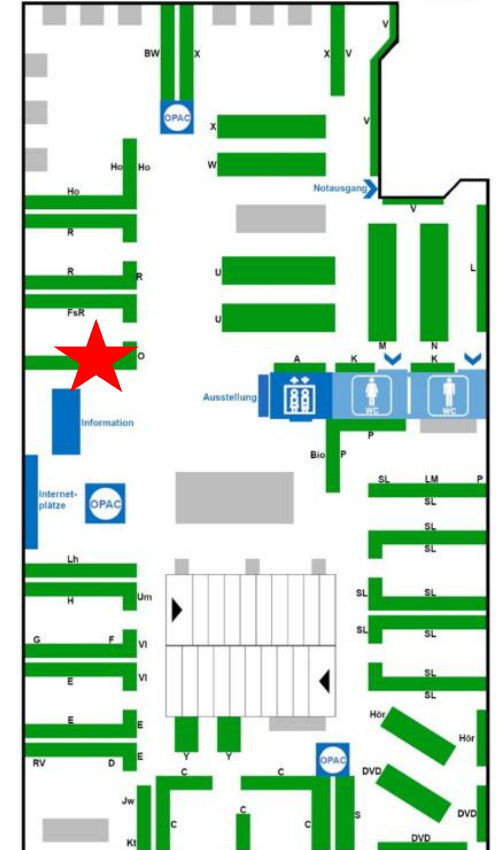 V
BW
X
X
V
OPAC
X
V
W
Ho
Ho
Notausgang
Ho
V
R
R
R
U
L
FsR
U
O
M
N
A
K
K
Ausstellung
WC
WC
Information
P
Bio
P
SL
LM
P
SL
Internet-
plätze
OPAC
SL
SL
Lh
Um
H
SL
SL
G
F
VI
SL
SL
E
VI
SL
SL
E
E
Hör
Hör
RV
D
E
Y
Y
OPAC
DVD
C
C
Jw
C
C
C
S
DVD
Kt
DVD